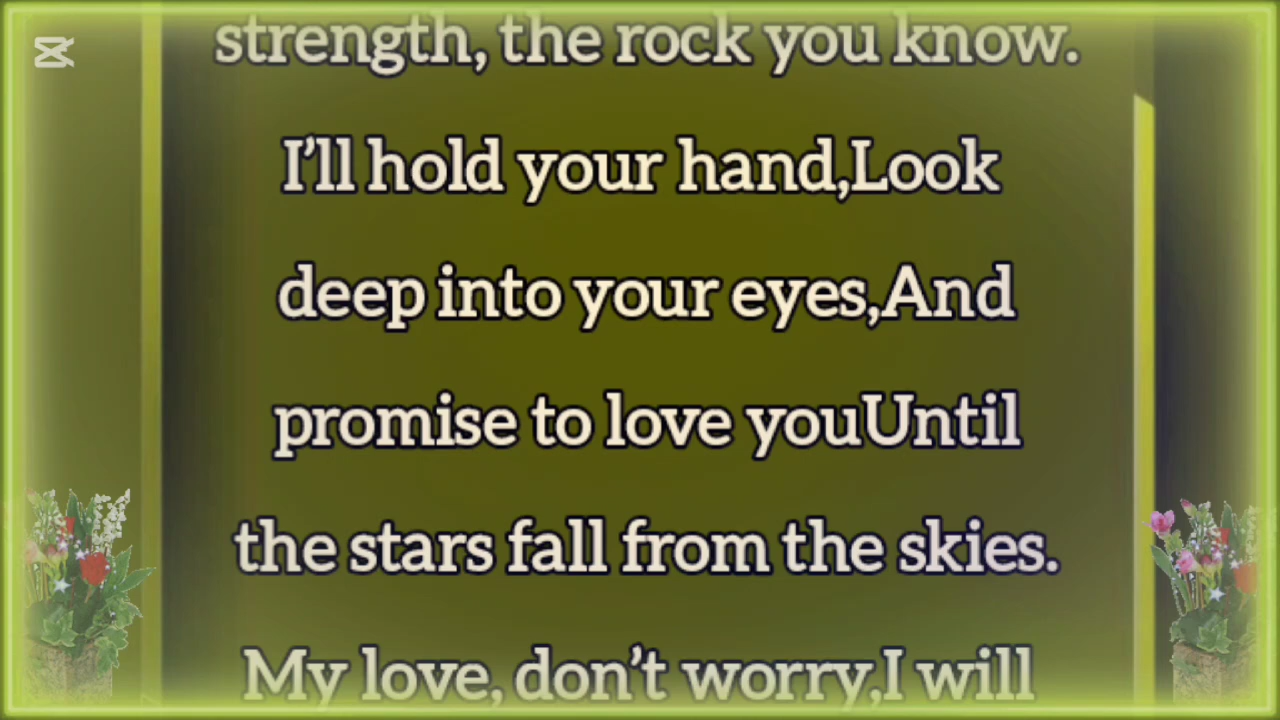 strength, the rock you know.
I’ll hold your hand,Look
deep into your eyes,And
promise to love youUntil
the stars fall from the skies.
My love, don’t worry,I will